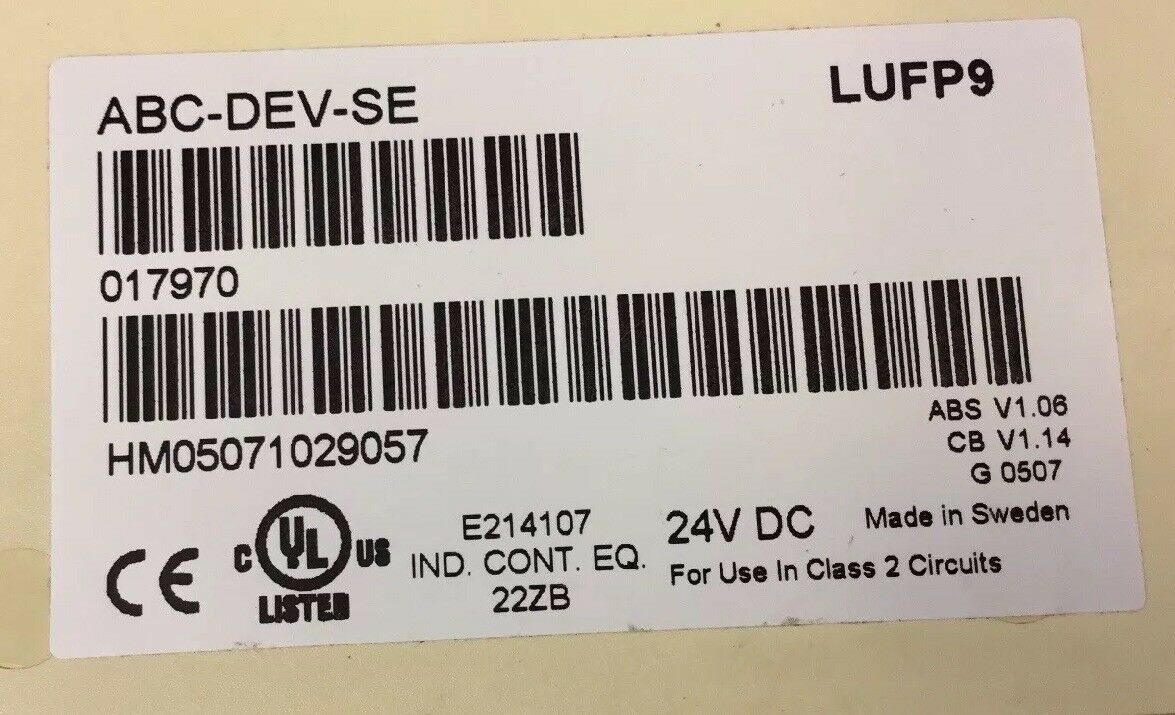 ABC-DEV-SE
LUFP9
017970
HM05071029057
ABS V1.06
CB V1.14
G 0507
CE
C UL US
LISTED
E214107
IND. CONT. EQ.
22ZB
24V DC
Made in Sweden
For Use In Class 2 Circuits